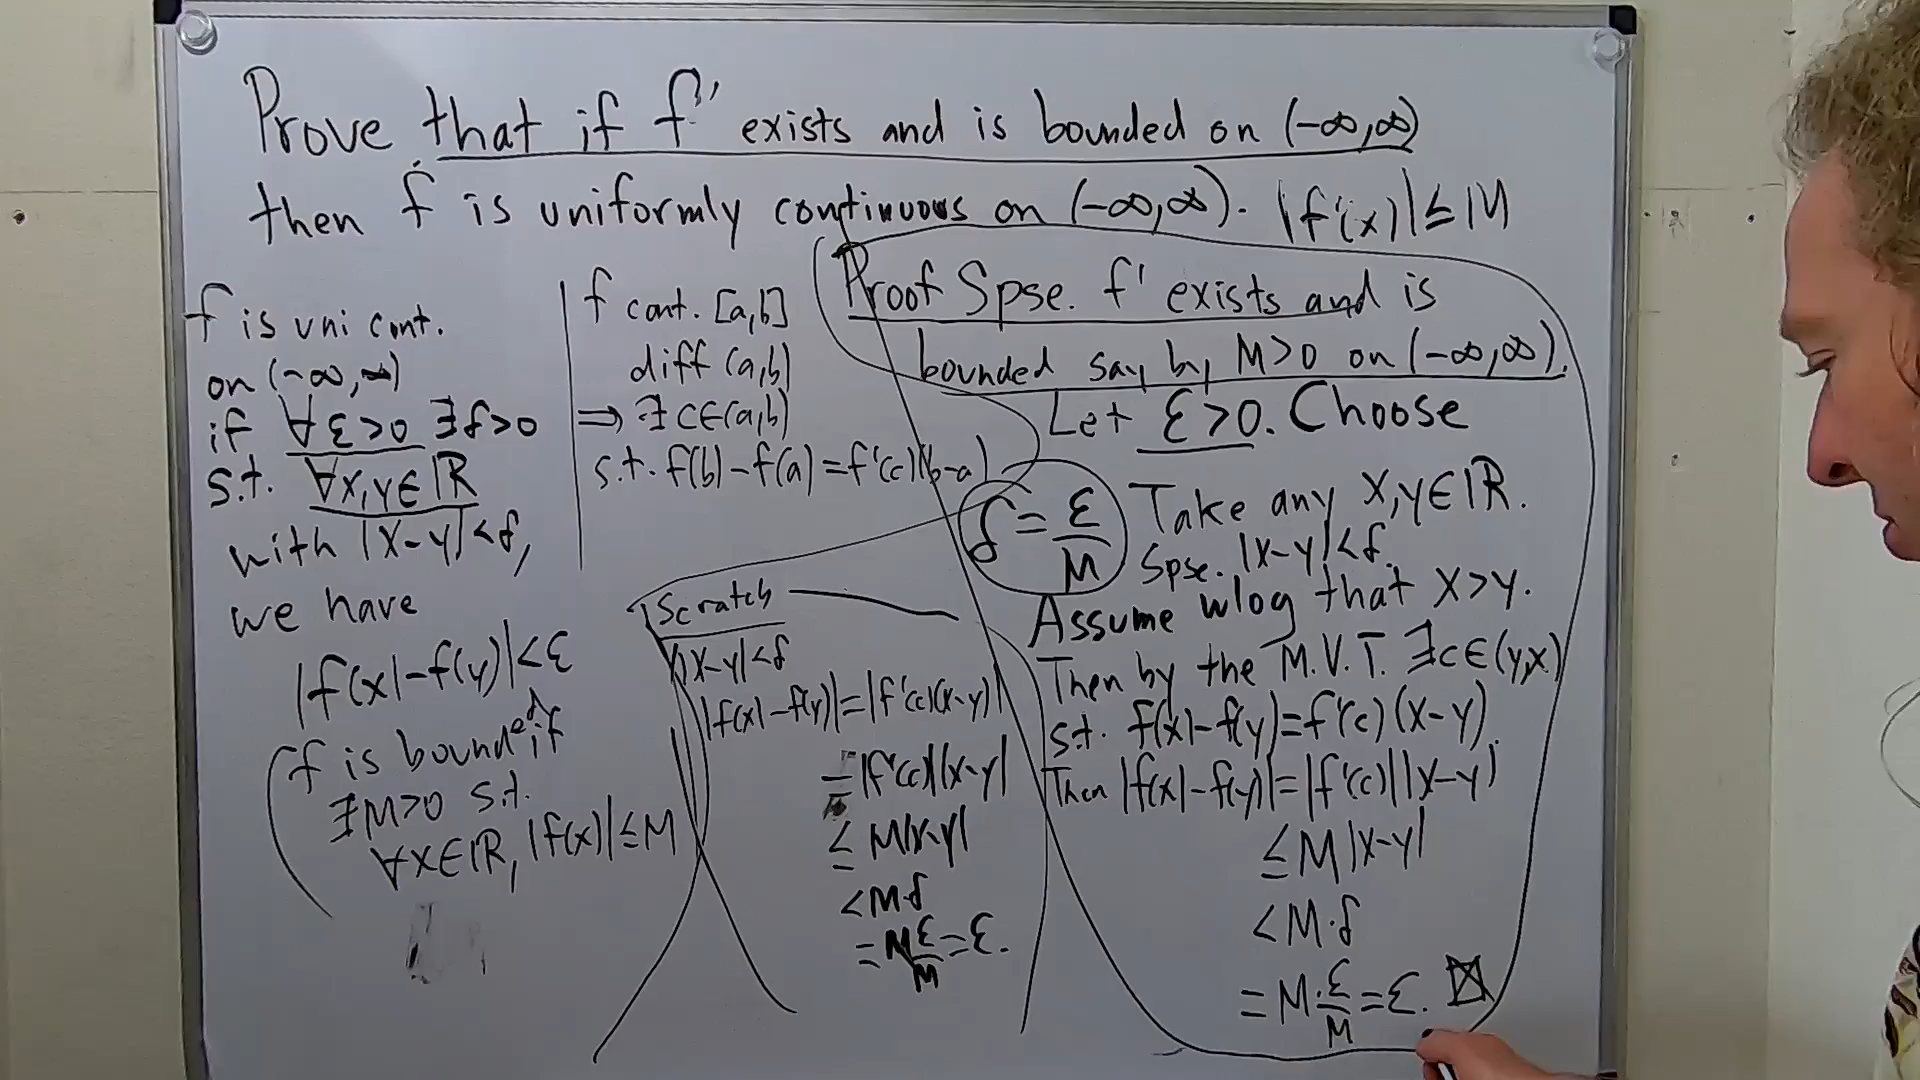 Prove that if f' exists and is bounded on (-∞,∞)
then f is uniformly continuous on (-∞,∞). |f'(x)|≤M
f is uni cont.
on (-∞,∞)
if ∀ε>0 ∃δ>0
s.t. ∀x,y∈ℝ
with |x-y|<δ,
we have
|f(x)-f(y)|<ε
f is bounded if
∃M>0 s.t.
∀x∈ℝ, |f(x)|≤M
f cont. [a,b]
diff (a,b)
⇒ ∃c∈(a,b)
s.t. f(b)-f(a)=f'(c)(b-a)
Scratch
|x-y|<δ
|f(x)-f(y)|=|f'(c)(x-y)|
=|f'(c)||x-y|
≤ M|x-y|
<M·δ
=M ε/M=ε.
Proof Spse. f' exists and is
bounded say by M>0 on (-∞,∞).
Let ε>0. Choose
δ=ε/M Take any x,y∈ℝ.
Spse. |x-y|<δ.
Assume wlog that x>y.
Then by the M.V.T. ∃c∈(y,x)
s.t. f(x)-f(y)=f'(c)(x-y).
Then |f(x)-f(y)|=|f'(c)||x-y|
≤M|x-y|
<M·δ
=M·ε/M=ε.